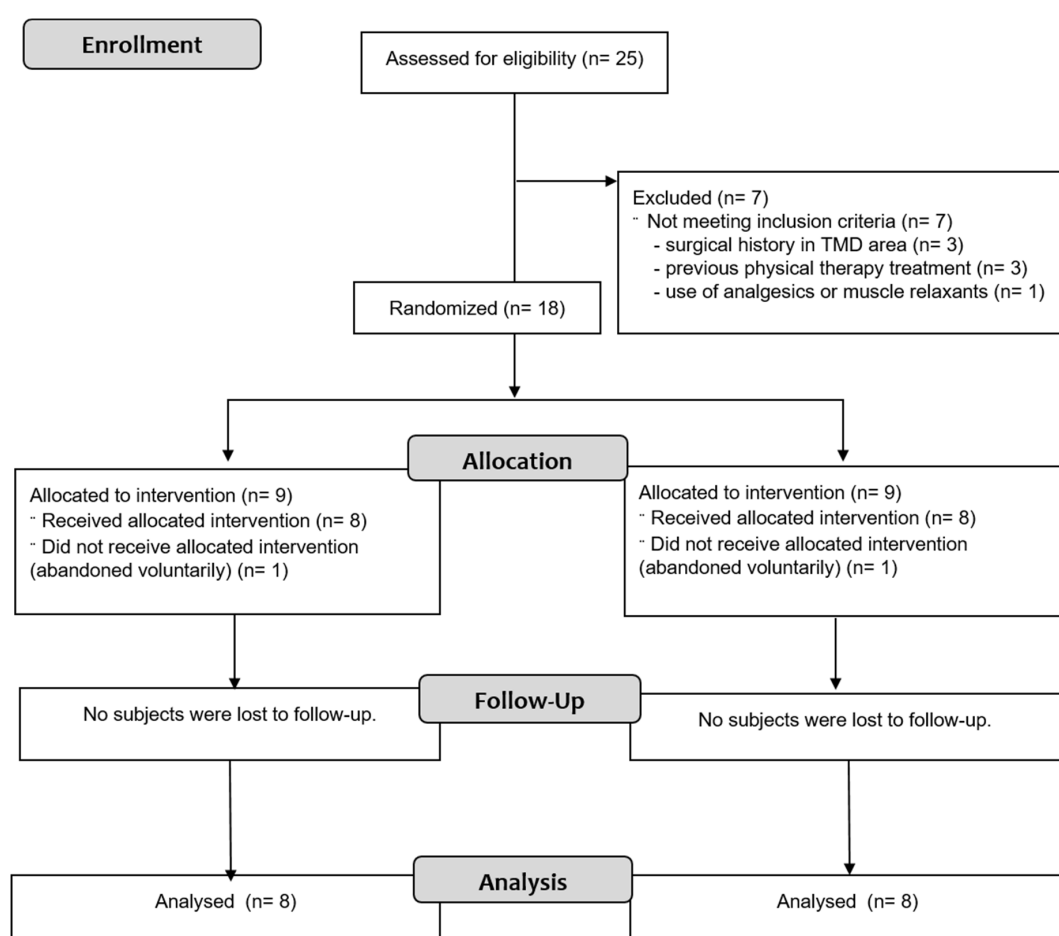 Enrollment
Assessed for eligibility (n= 25)
Excluded (n= 7)
¨ Not meeting inclusion criteria (n= 7)
- surgical history in TMD area (n= 3)
- previous physical therapy treatment (n= 3)
- use of analgesics or muscle relaxants (n= 1)
Randomized (n= 18)
Allocation
Allocated to intervention (n= 9)
¨ Received allocated intervention (n= 8)
¨ Did not receive allocated intervention
(abandoned voluntarily) (n= 1)
Allocated to intervention (n= 9)
¨ Received allocated intervention (n= 8)
¨ Did not receive allocated intervention
(abandoned voluntarily) (n= 1)
Follow-Up
No subjects were lost to follow-up.
No subjects were lost to follow-up.
Analysis
Analysed (n= 8)
Analysed (n= 8)